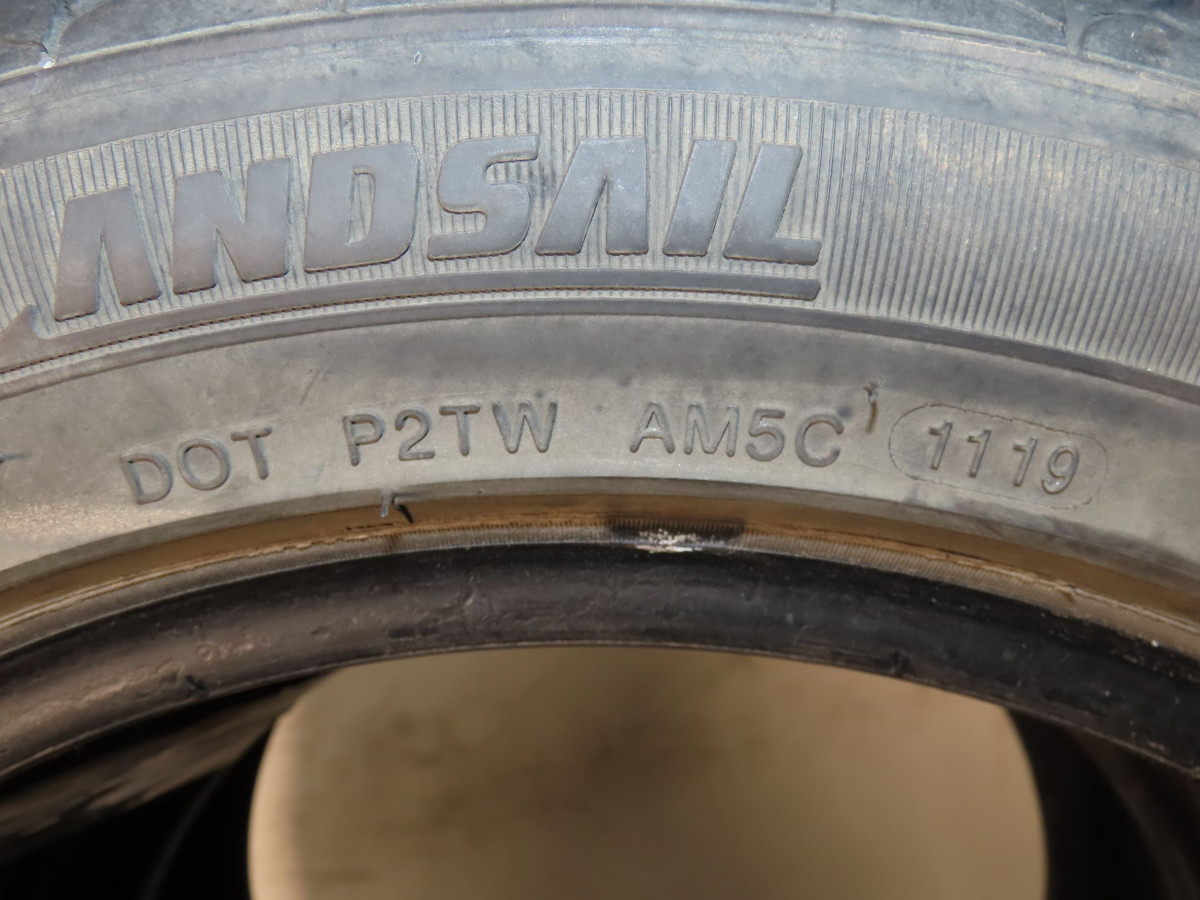 ANDSAIL
DOT P2TW AM5C 1119